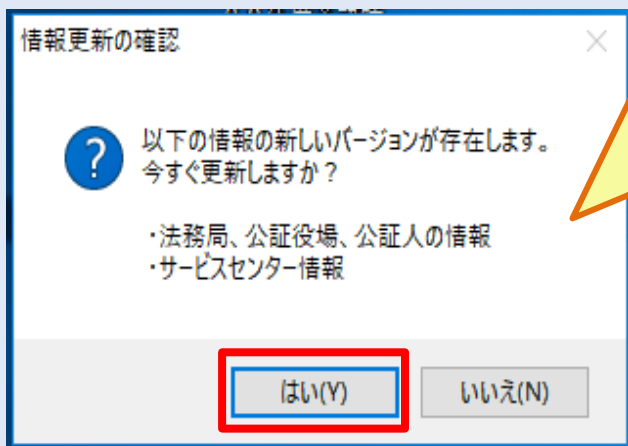 情報更新の確認
以下の情報の新しいバージョンが存在します。
今すぐ更新しますか？
・法務局、公証役場、公証人の情報
・サービスセンター情報
はい(Y)
いいえ(N)